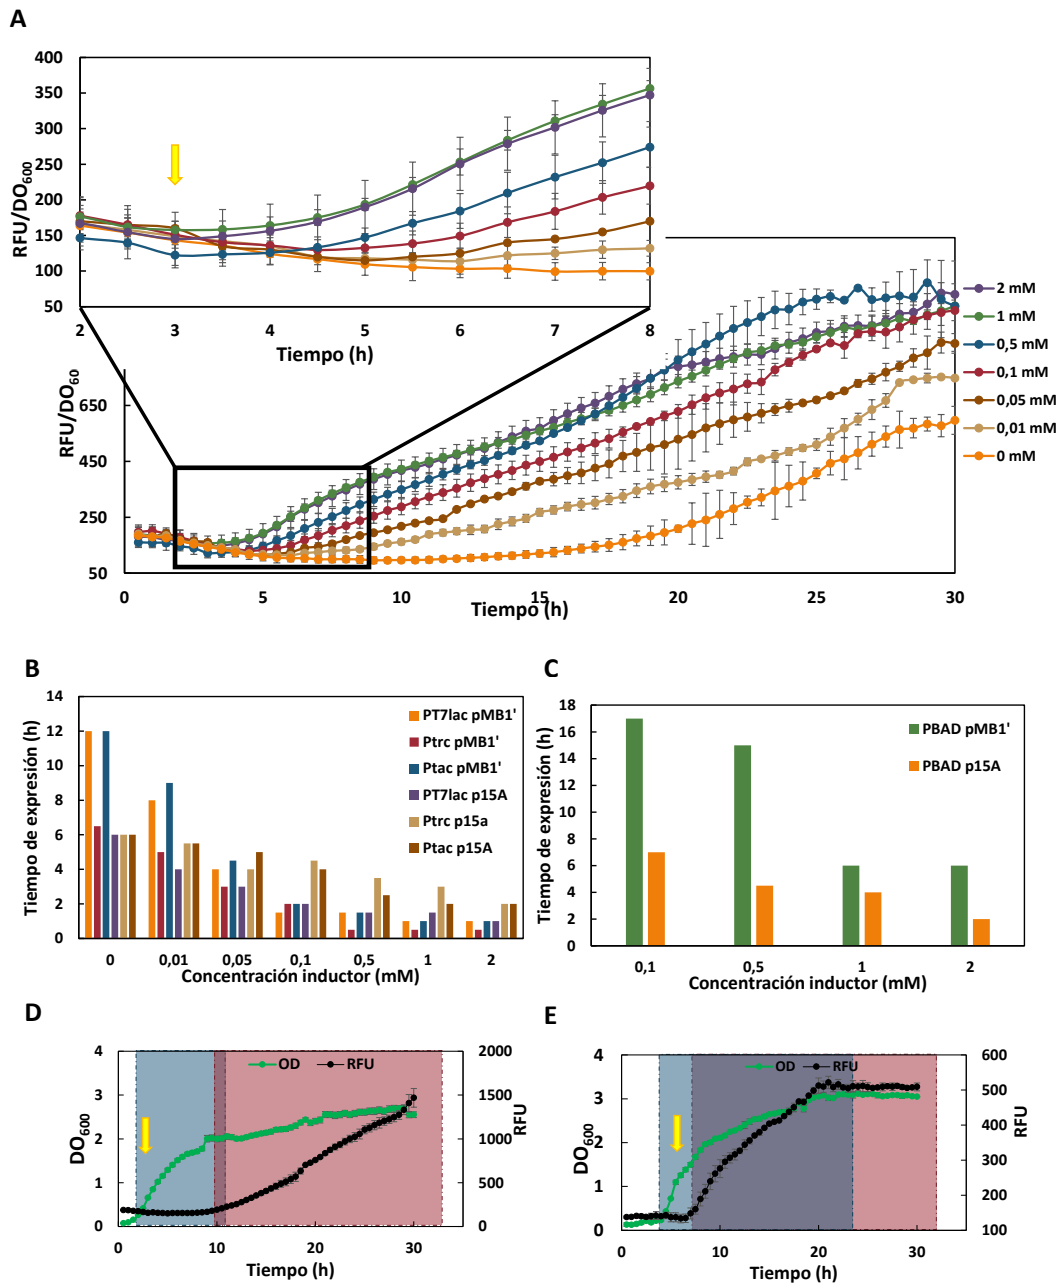 A
400
350
300
250
200
150
100
50
RFU/DO600
2
3
4
5
6
7
8
Tiempo (h)
2 mM
1 mM
0,5 mM
0,1 mM
0,05 mM
0,01 mM
0 mM
650
450
250
50
RFU/DO60
0
5
10
15
20
25
30
Tiempo (h)
B
14
12
10
8
6
4
2
0
Tiempo de expresión (h)
PT7lac pMB1'
Ptrc pMB1'
Ptac pMB1'
PT7lac p15A
Ptrc p15a
Ptac p15A
0
0,01
0,05
0,1
0,5
1
2
Concentración inductor (mM)
C
18
16
14
12
10
8
6
4
2
0
Tiempo de expresión (h)
PBAD pMB1'
PBAD p15A
0,1
0,5
1
2
Concentración inductor (mM)
D
OD
RFU
4
3
2
1
0
DO600
2000
1500
1000
500
0
RFU
0
10
20
30
Tiempo (h)
E
OD
RFU
4
3
2
1
0
DO600
600
500
400
300
200
100
RFU
0
10
20
30
Tiempo (h)